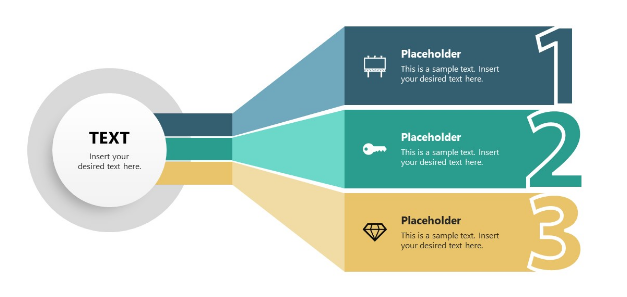 TEXT
Insert your
desired text here.
Placeholder
This is a sample text. Insert
your desired text here.
1
Placeholder
This is a sample text. Insert
your desired text here.
2
Placeholder
This is a sample text. Insert
your desired text here.
3